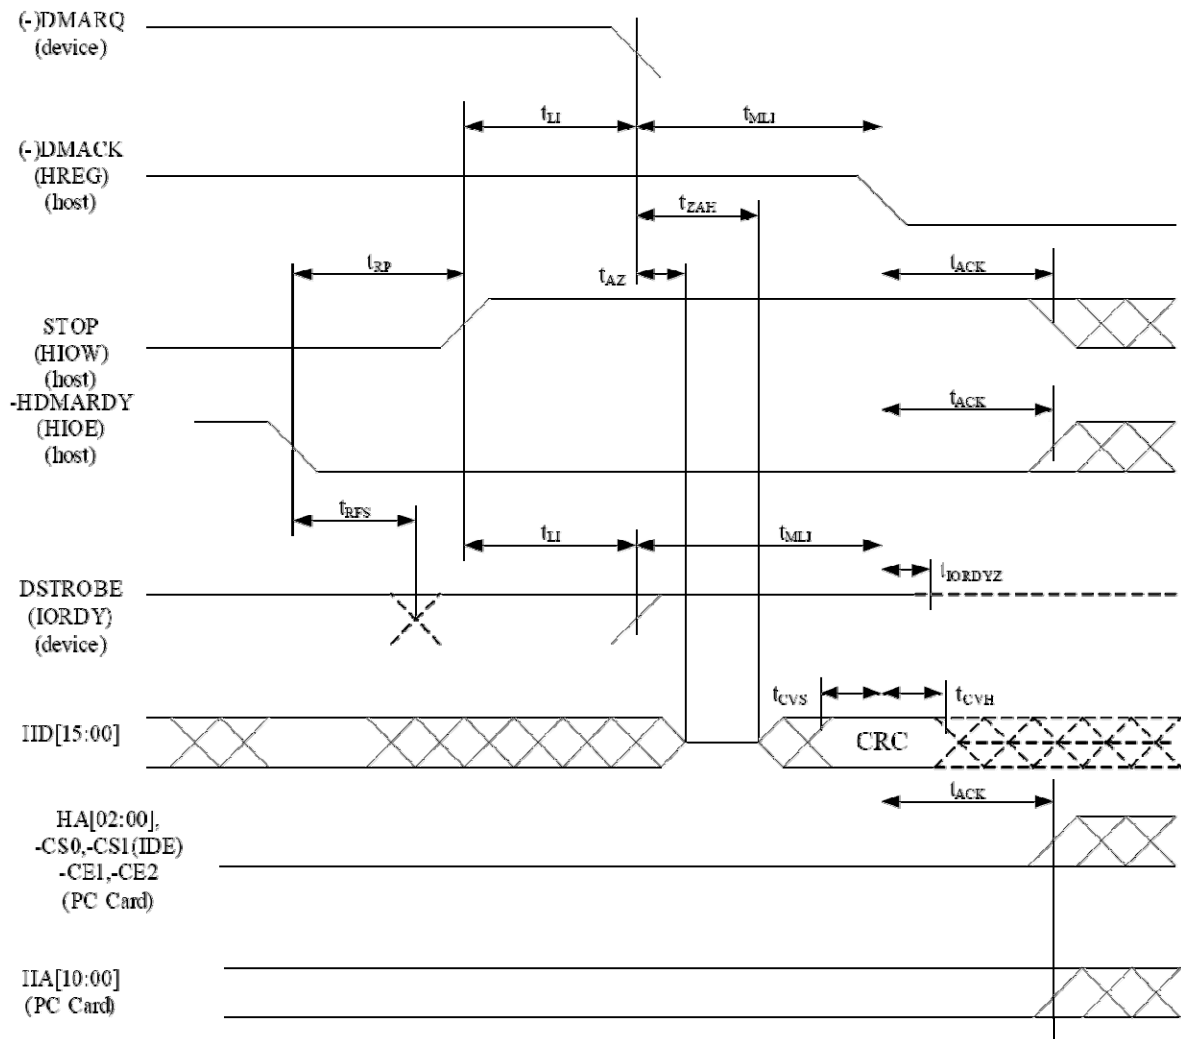 (-)DMARQ
(device)
tLI
tMLI
(-)DMACK
(HREG)
(host)
tZAH
tRP
tAZ
tACK
STOP
(HIOW)
(host)
-HDMARDY
(HIOE)
(host)
tACK
tRFS
tLI
tMLI
tIORDYZ
DSTROBE
(IORDY)
(device)
tCVS
tCVH
HD[15:00]
CRC
tACK
HA[02:00],
-CS0,-CS1(IDE)
-CE1,-CE2
(PC Card)
HA[10:00]
(PC Card)